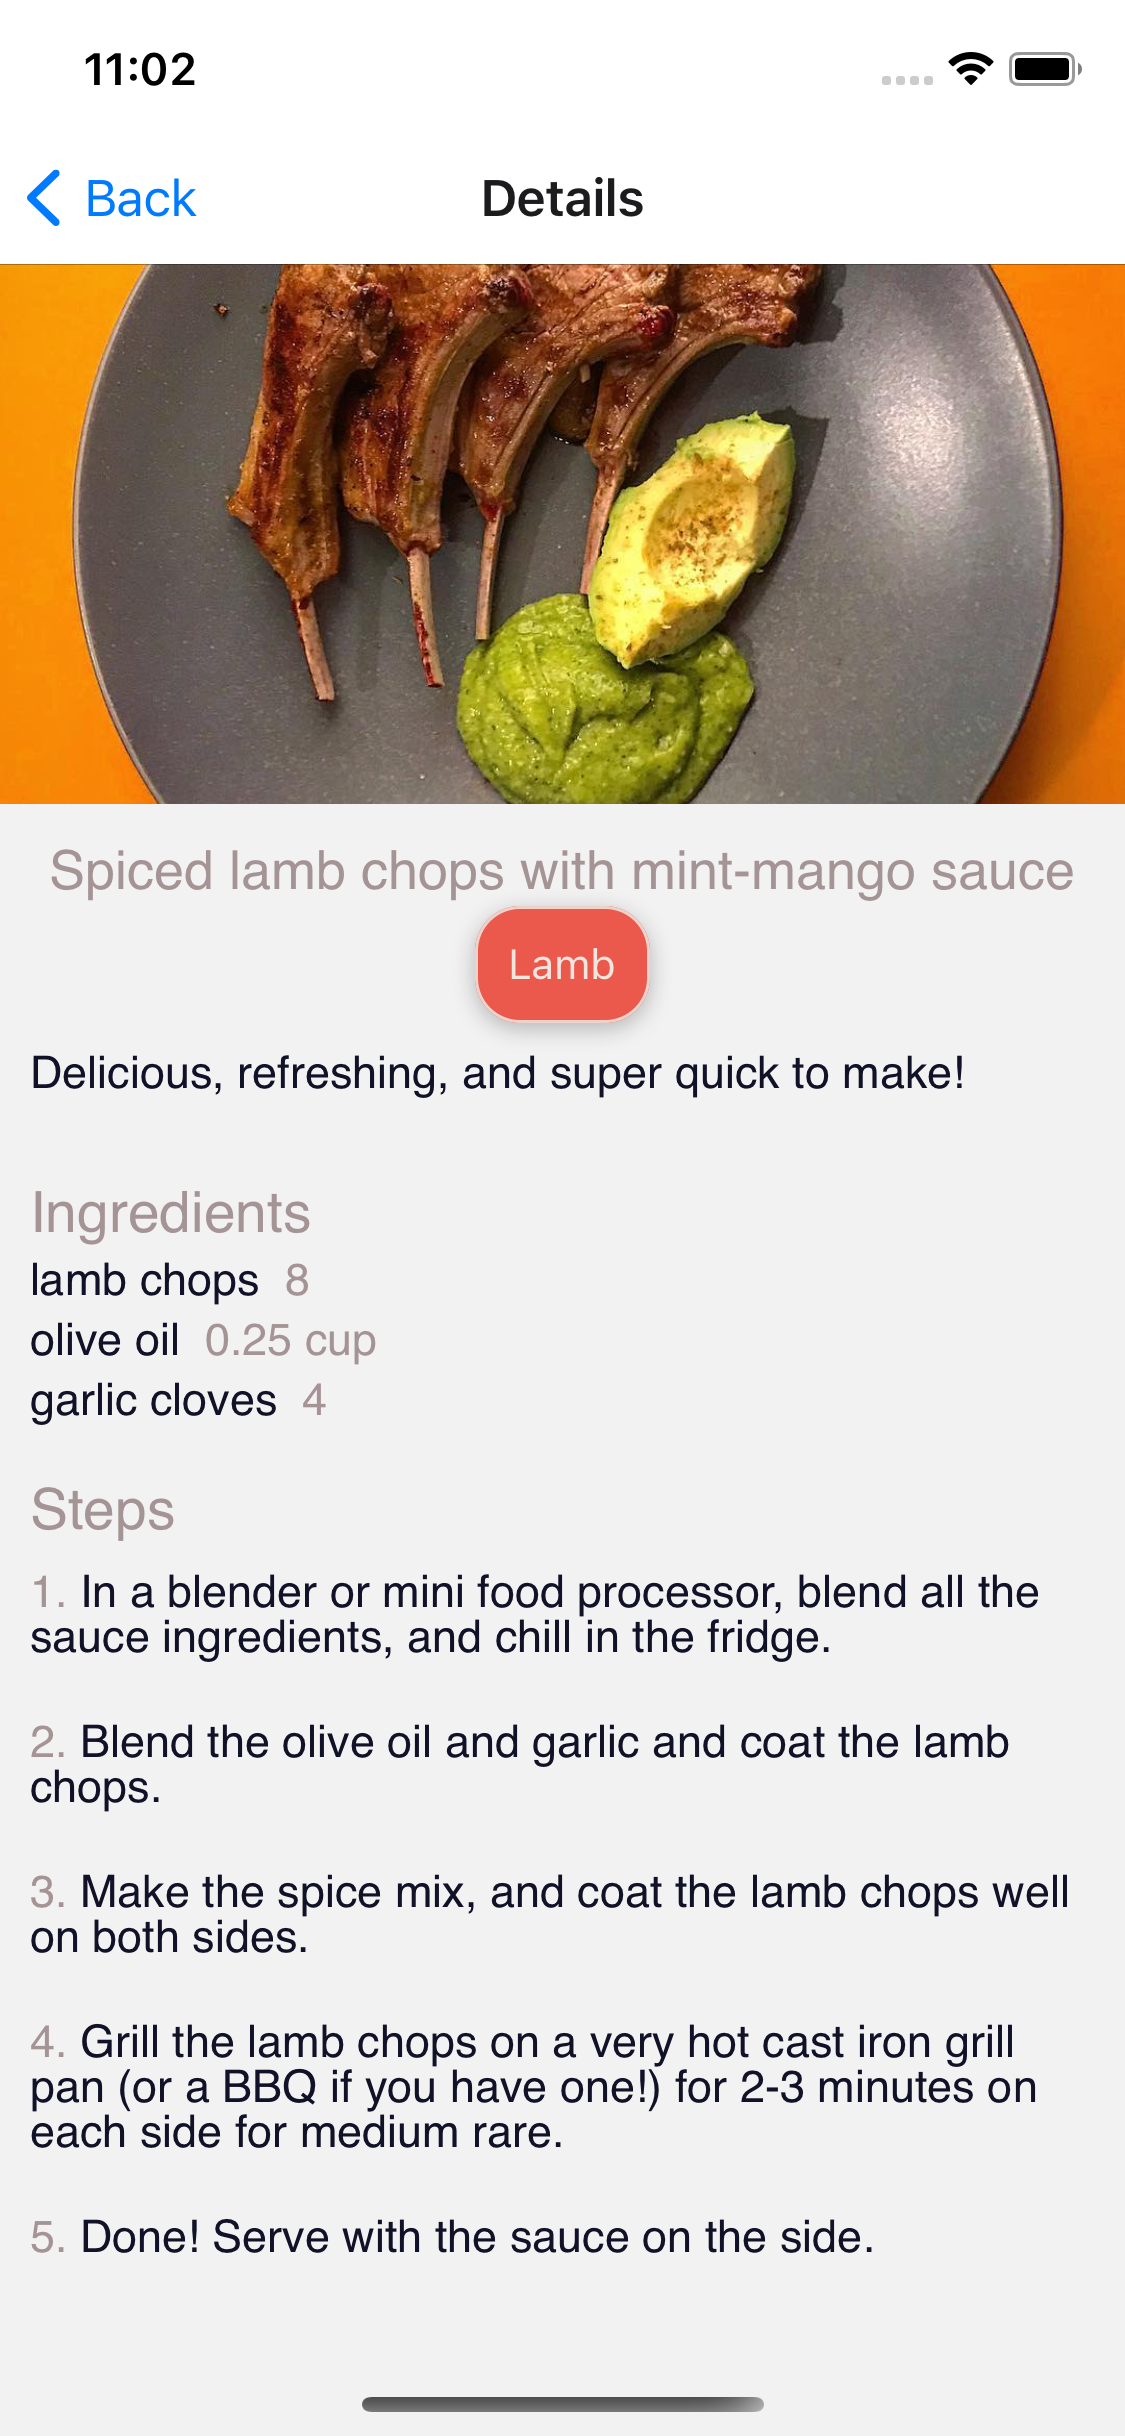 11:02
Back
Details
Spiced lamb chops with mint-mango sauce
Lamb
Delicious, refreshing, and super quick to make!
Ingredients
lamb chops 8
olive oil 0.25 cup
garlic cloves 4
Steps
1. In a blender or mini food processor, blend all the
sauce ingredients, and chill in the fridge.
2. Blend the olive oil and garlic and coat the lamb
chops.
3. Make the spice mix, and coat the lamb chops well
on both sides.
4. Grill the lamb chops on a very hot cast iron grill
pan (or a BBQ if you have one!) for 2-3 minutes on
each side for medium rare.
5. Done! Serve with the sauce on the side.